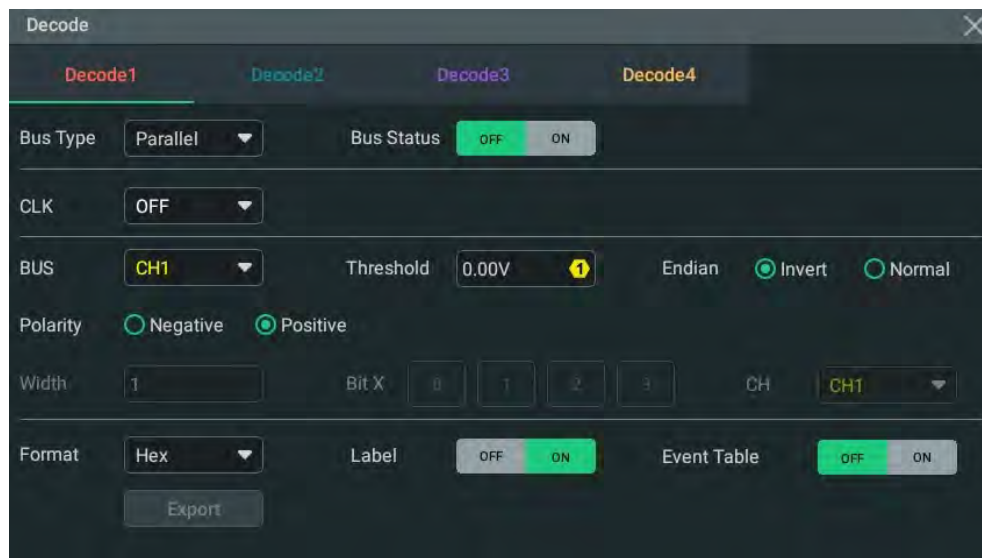 Decode
Decode1 Decode2 Decode3 Decode4
Bus Type Parallel Bus Status OFF ON
CLK OFF
BUS CH1 Threshold 0.00V 1 Endian Invert Normal
Polarity Negative Positive
Width 1 Bit X 0 1 2 3 CH CH1
Format Hex Label OFF ON Event Table OFF ON
Export